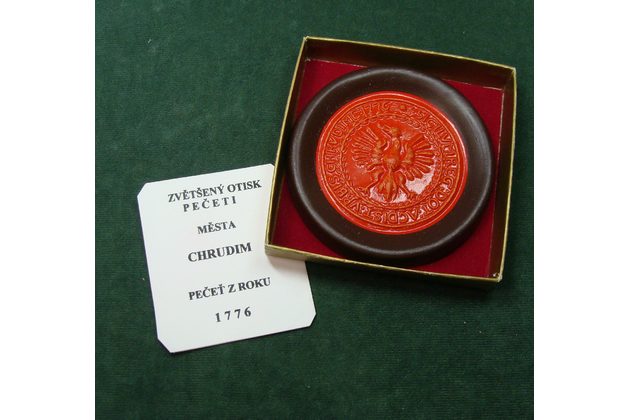 ZVĚTŠENÝ OTISK
PEČETI
MĚSTA
CHRUDIM
PEČEŤ Z ROKU
1776